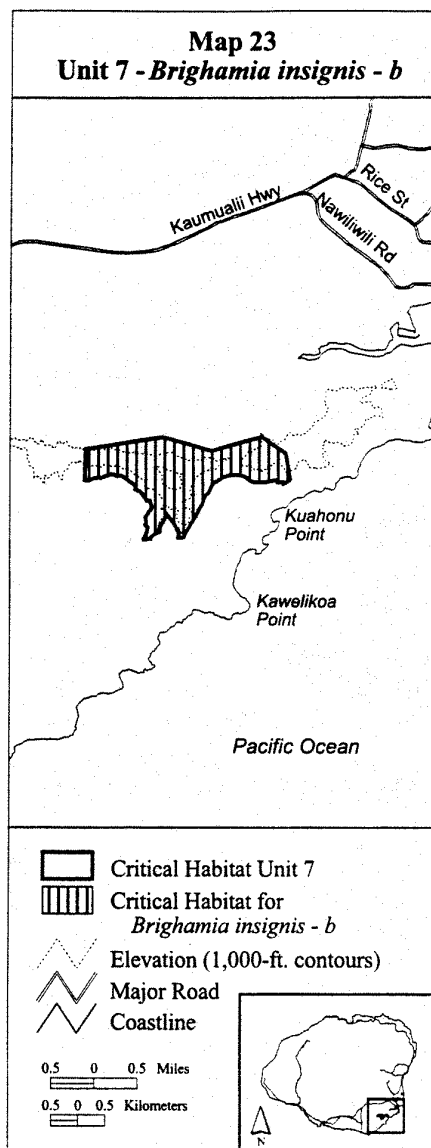 Map 23
Unit 7 - Brighamia insignis - b
Kaumualii Hwy
Rice St
Nawiliwili Rd
Kuahonu
Point
Kawelikoa
Point
Pacific Ocean
Critical Habitat Unit 7
Critical Habitat for
Brighamia insignis - b
Elevation (1,000-ft. contours)
Major Road
Coastline
0.5 0 0.5 Miles
0.5 0 0.5 Kilometers
N